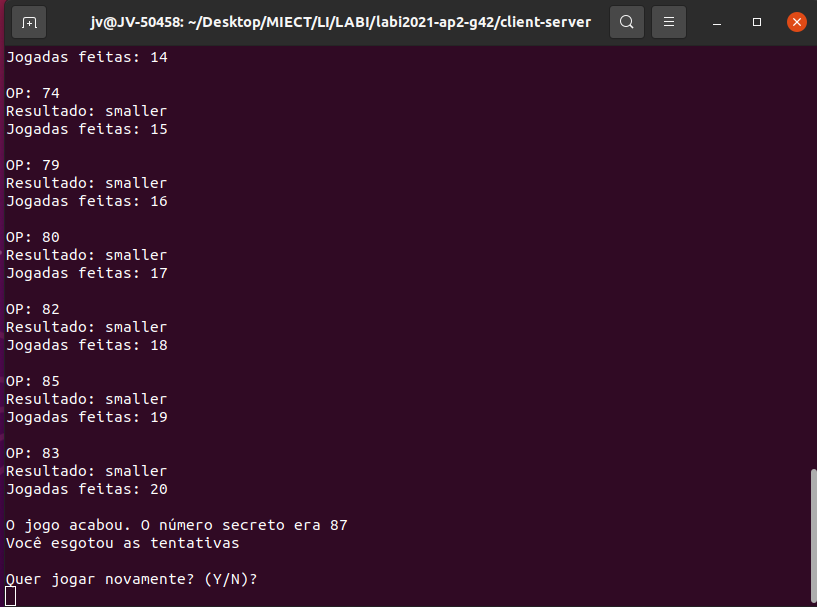 jv@JV-50458: ~/Desktop/MIECT/LI/LABI/labi2021-ap2-g42/client-server
Jogadas feitas: 14
OP: 74
Resultado: smaller
Jogadas feitas: 15
OP: 79
Resultado: smaller
Jogadas feitas: 16
OP: 80
Resultado: smaller
Jogadas feitas: 17
OP: 82
Resultado: smaller
Jogadas feitas: 18
OP: 85
Resultado: smaller
Jogadas feitas: 19
OP: 83
Resultado: smaller
Jogadas feitas: 20
O jogo acabou. O número secreto era 87
Você esgotou as tentativas
Quer jogar novamente? (Y/N)?